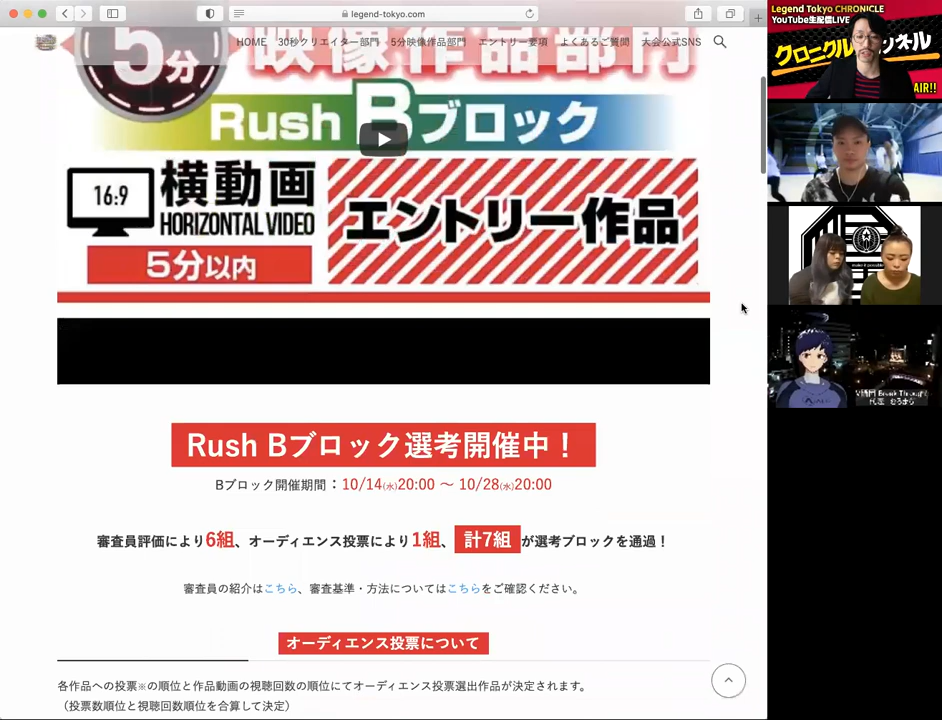 legend-tokyo.com
HOME 30秒クリエイター部門 5分映像作品部門 エントリー要項 よくあるご質問 大会公式SNS
5分 映像作品部門
Rush Bブロック
16:9 横動画
HORIZONTAL VIDEO
5分以内
エントリー作品
Rush Bブロック選考開催中！
Bブロック開催期間：10/14(水)20:00 〜 10/28(水)20:00
審査員評価により6組、オーディエンス投票により1組、計7組が選考ブロックを通過！
審査員の紹介はこちら、審査基準・方法についてはこちらをご確認ください。
オーディエンス投票について
各作品への投票※の順位と作品動画の視聴回数の順位にてオーディエンス投票選出作品が決定されます。
（投票数順位と視聴回数順位を合算して決定）
Legend Tokyo CHRONICLE
YouTube生配信LIVE
AIR!!